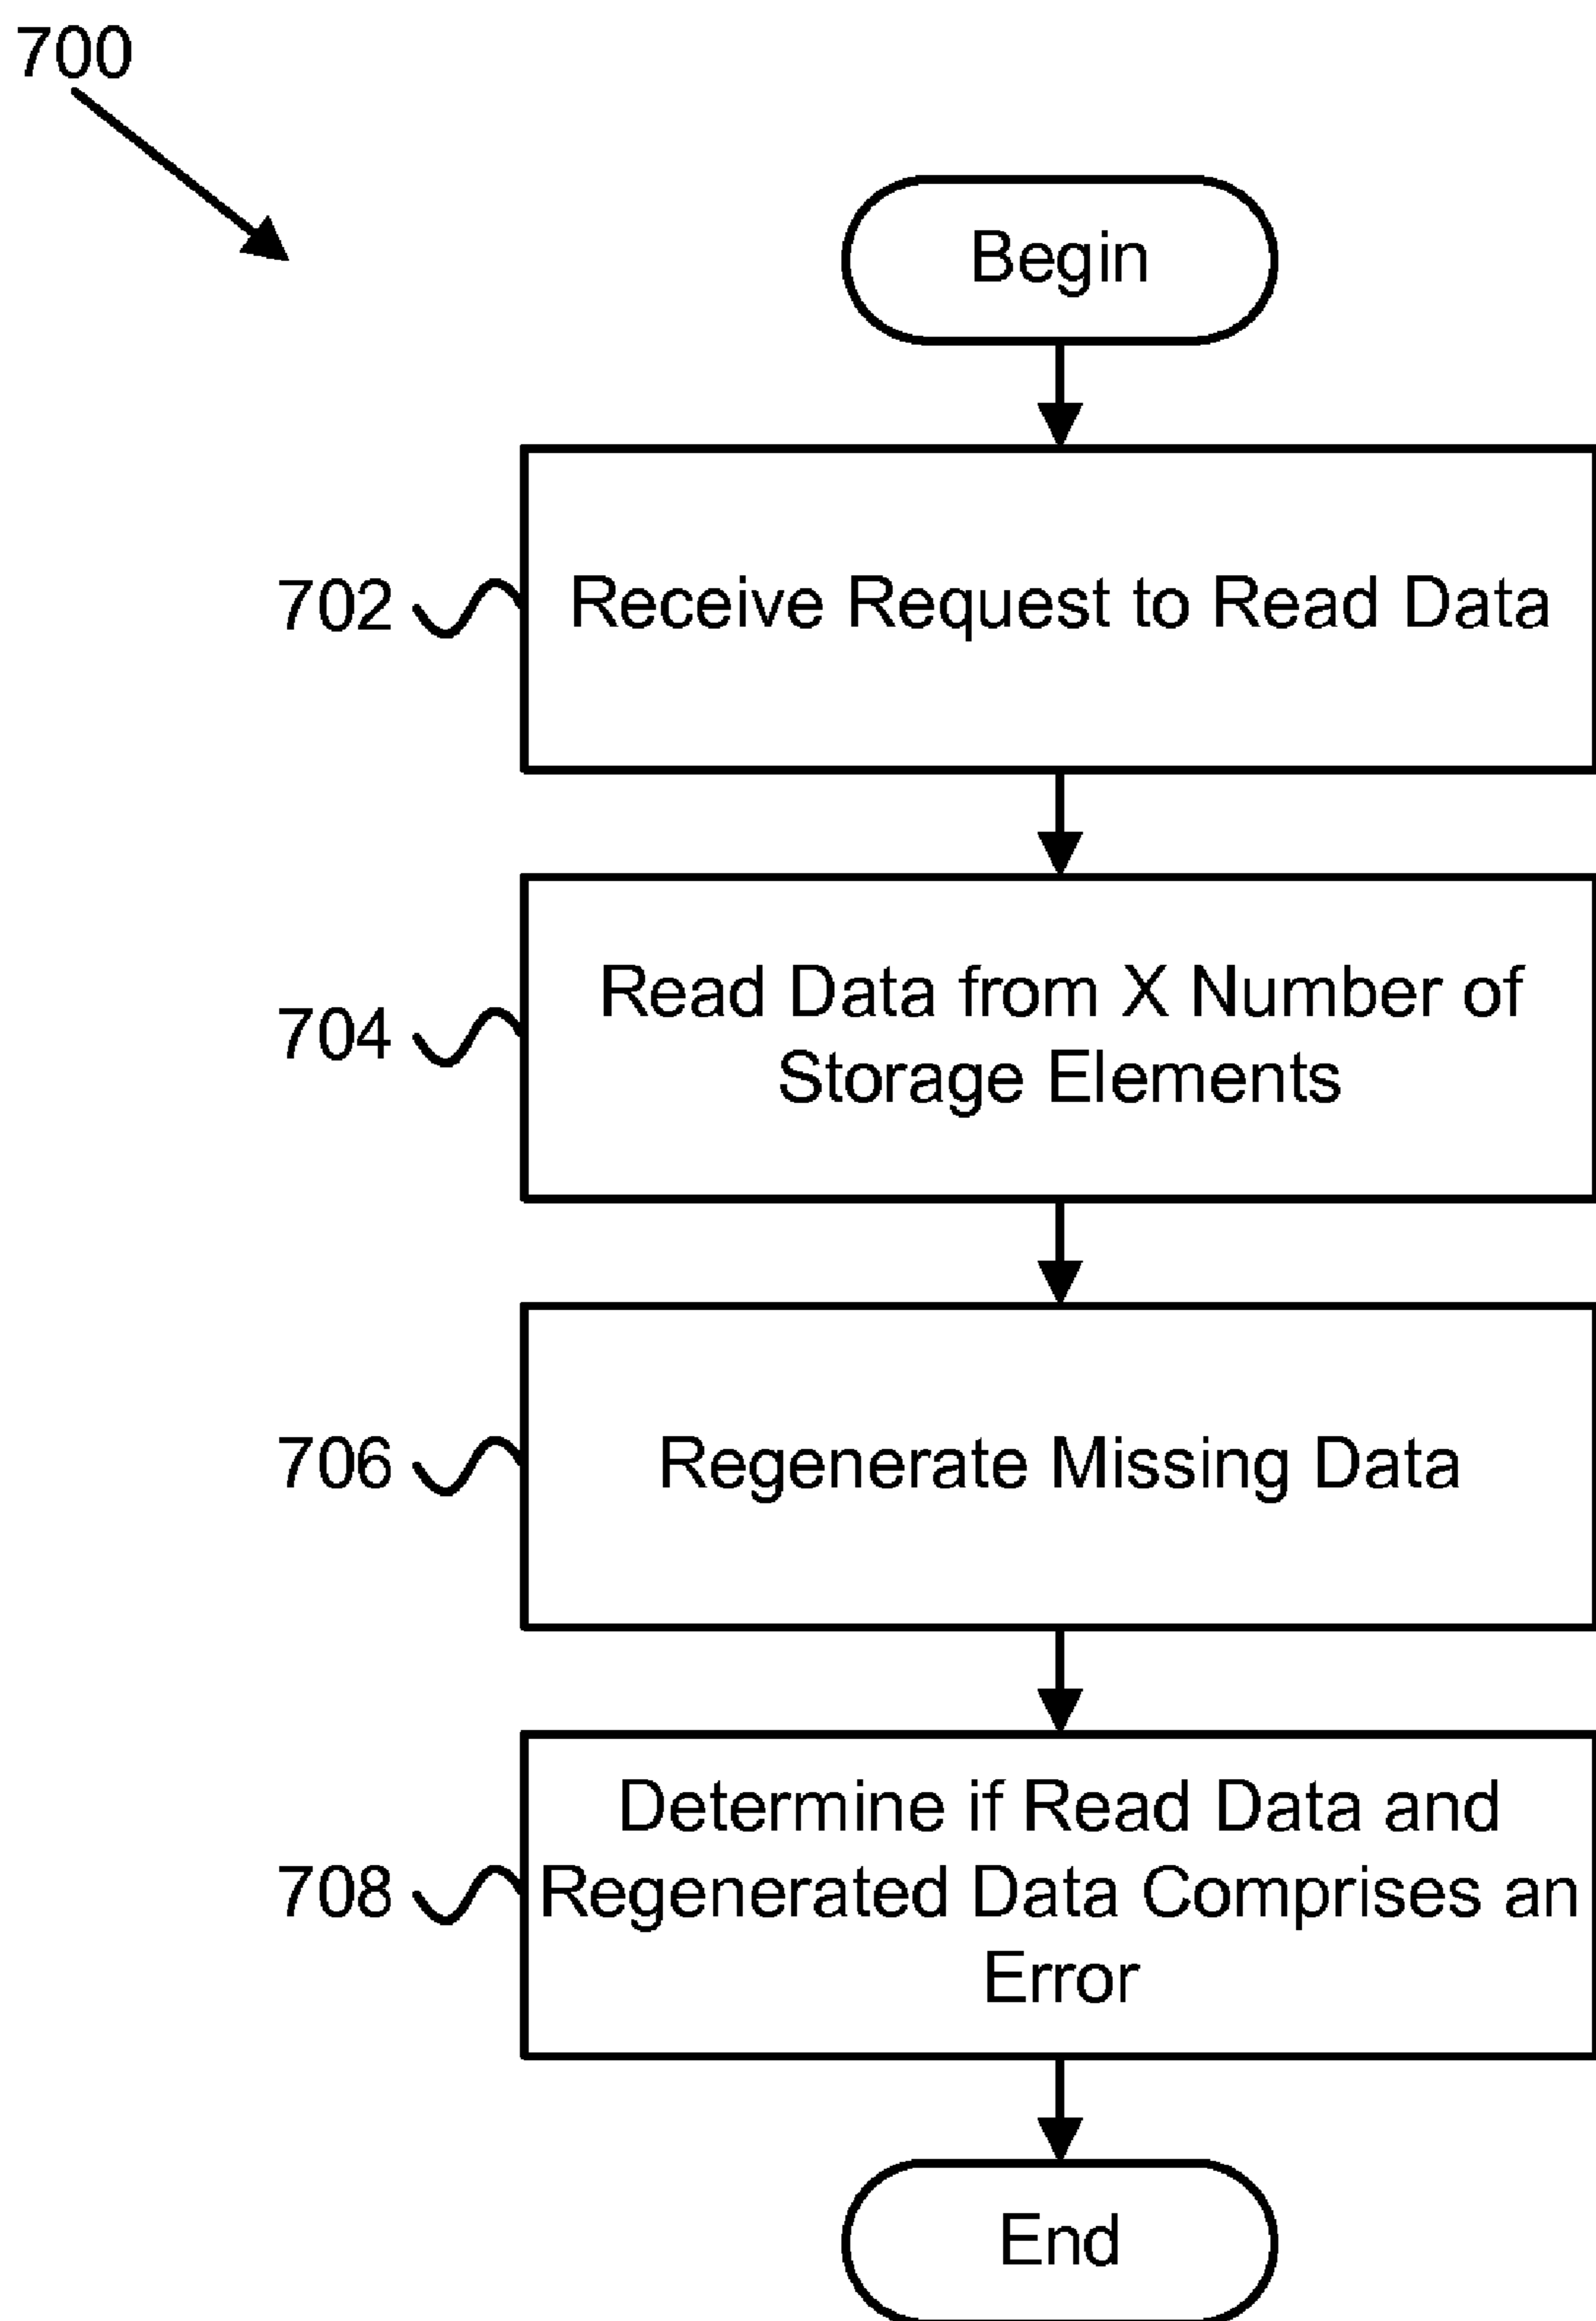 700
Begin
702
Receive Request to Read Data
704
Read Data from X Number of
Storage Elements
706
Regenerate Missing Data
708
Determine if Read Data and
Regenerated Data Comprises an
Error
End